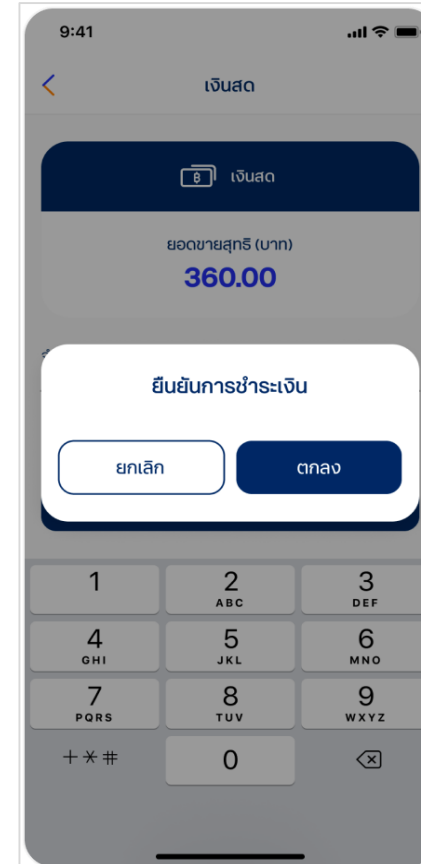 9:41
เงินสด
เงินสด
ยอดขายสุทธิ (บาท)
360.00
ยืนยันการชำระเงิน
ยกเลิก
ตกลง
1
2
ABC
3
DEF
4
GHI
5
JKL
6
MNO
7
PQRS
8
TUV
9
WXYZ
+*#
0